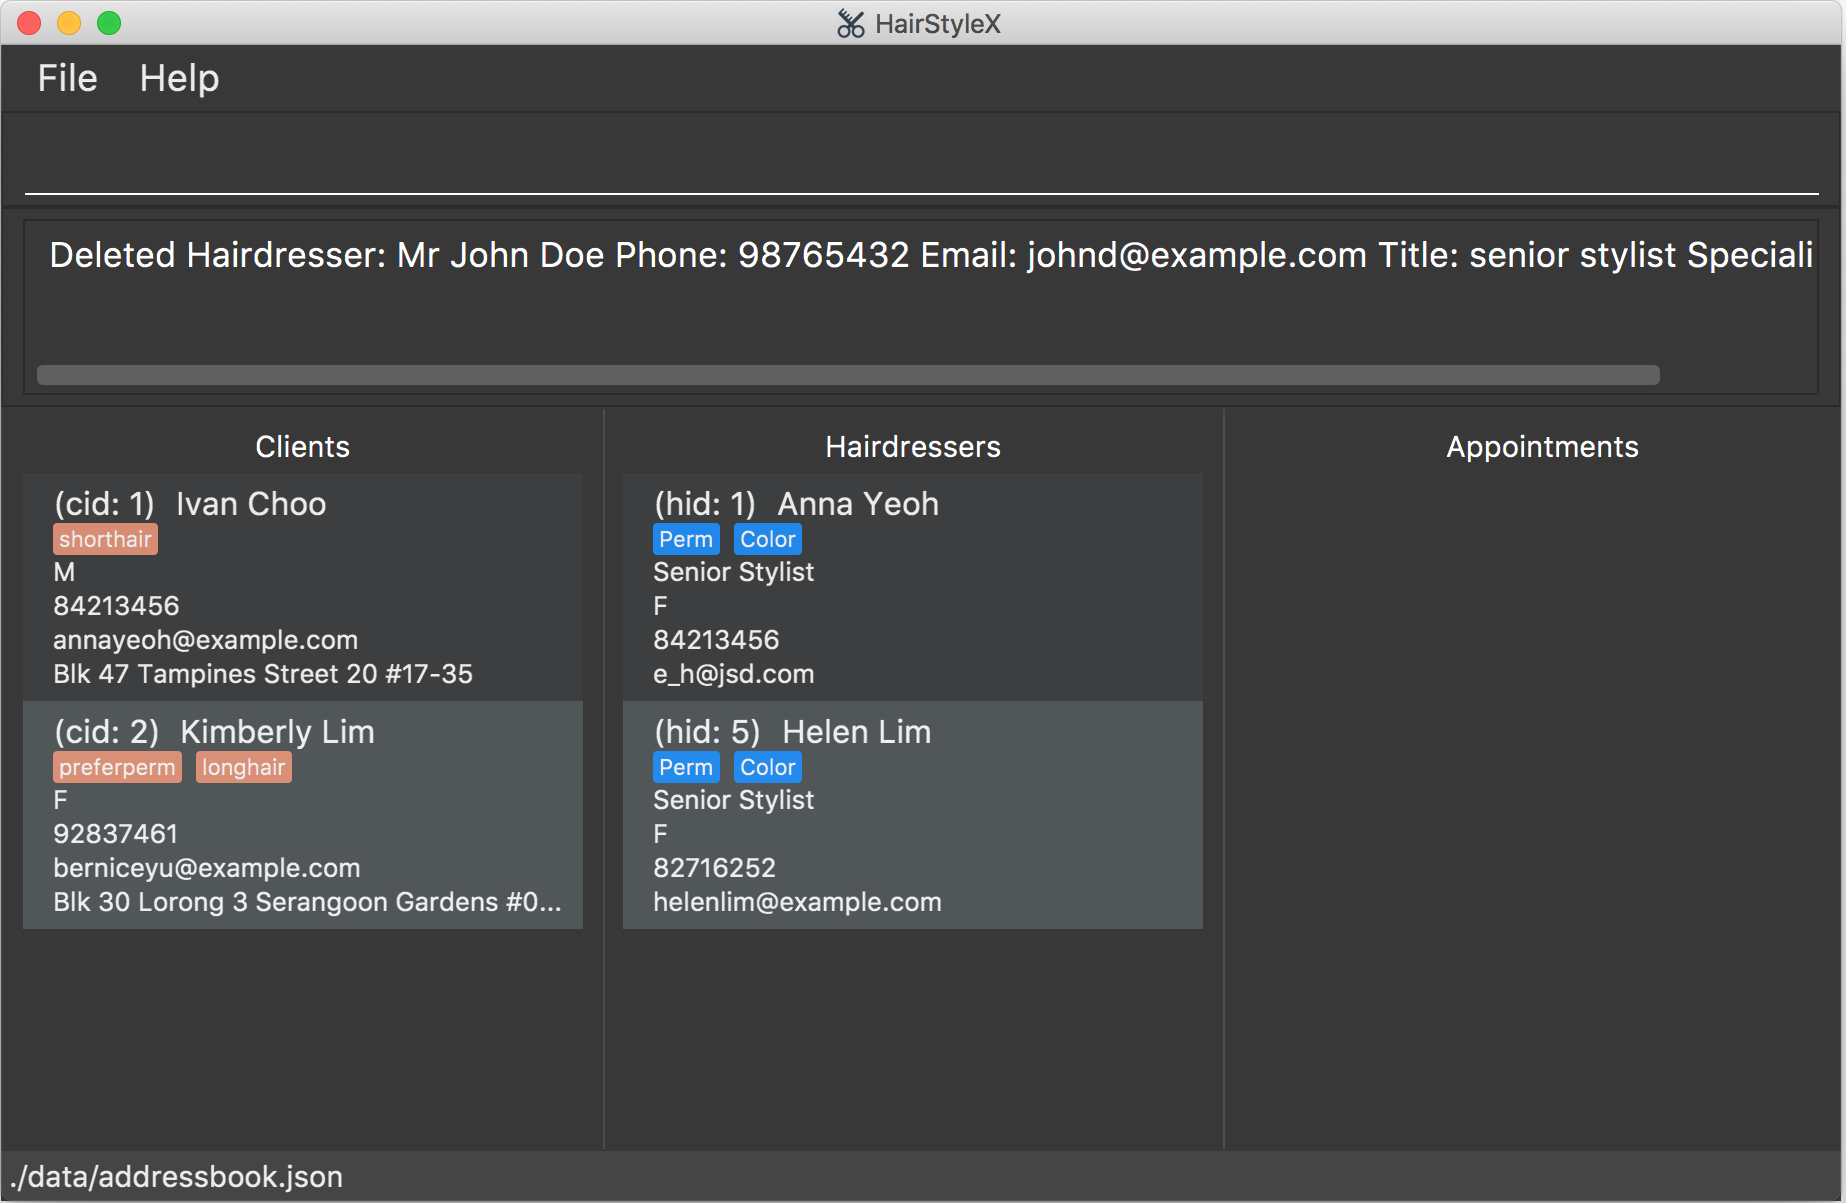 HairStyleX
File Help
Deleted Hairdresser: Mr John Doe Phone: 98765432 Email: johnd@example.com Title: senior stylist Speciali
Clients
(cid: 1) Ivan Choo
shorthair
M
84213456
annayeoh@example.com
Blk 47 Tampines Street 20 #17-35
(cid: 2) Kimberly Lim
preferperm longhair
F
92837461
berniceyu@example.com
Blk 30 Lorong 3 Serangoon Gardens #0...
Hairdressers
(hid: 1) Anna Yeoh
Perm Color
Senior Stylist
F
84213456
e_h@jsd.com
(hid: 5) Helen Lim
Perm Color
Senior Stylist
F
82716252
helenlim@example.com
Appointments
./data/addressbook.json